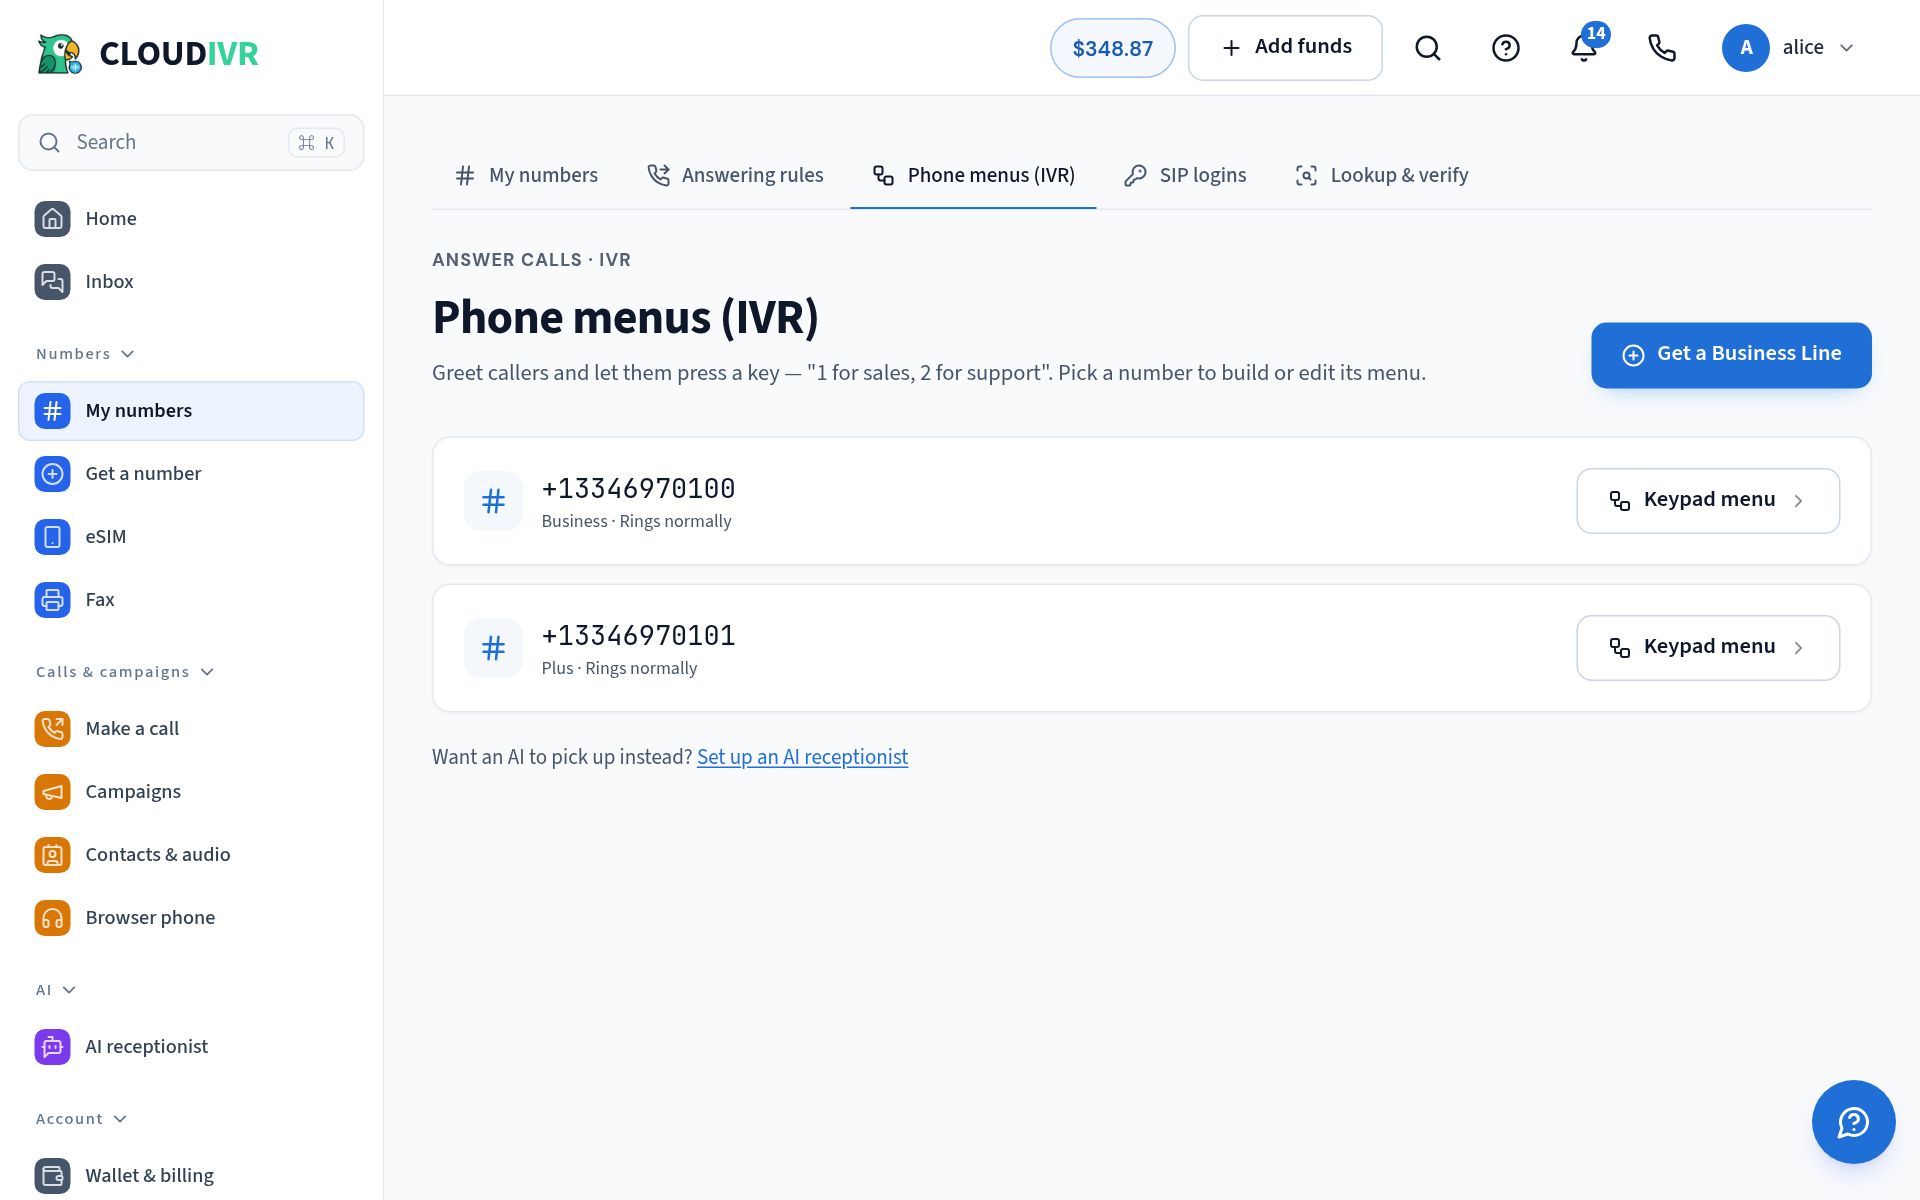 CLOUDIVR
$348.87
Add funds
14
A
alice
Search
⌘ K
Home
Inbox
Numbers
My numbers
Get a number
eSIM
Fax
Calls & campaigns
Make a call
Campaigns
Contacts & audio
Browser phone
AI
AI receptionist
Account
Wallet & billing
My numbers
Answering rules
Phone menus (IVR)
SIP logins
Lookup & verify
ANSWER CALLS · IVR
Phone menus (IVR)
Greet callers and let them press a key — "1 for sales, 2 for support". Pick a number to build or edit its menu.
Get a Business Line
+13346970100
Business · Rings normally
Keypad menu
+13346970101
Plus · Rings normally
Keypad menu
Want an AI to pick up instead? Set up an AI receptionist